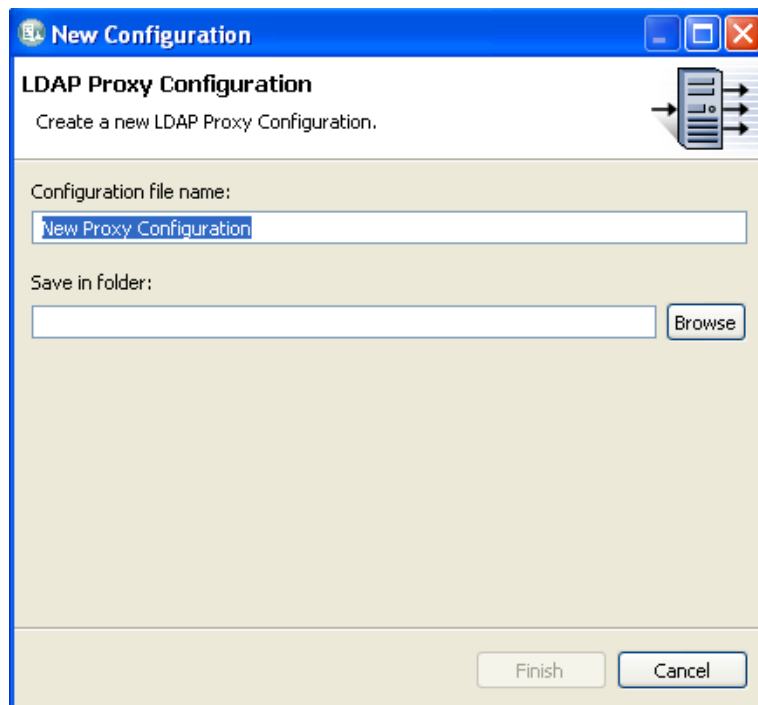 New Configuration
LDAP Proxy Configuration
Create a new LDAP Proxy Configuration.
Configuration file name:
New Proxy Configuration
Save in folder:
Browse
Finish
Cancel